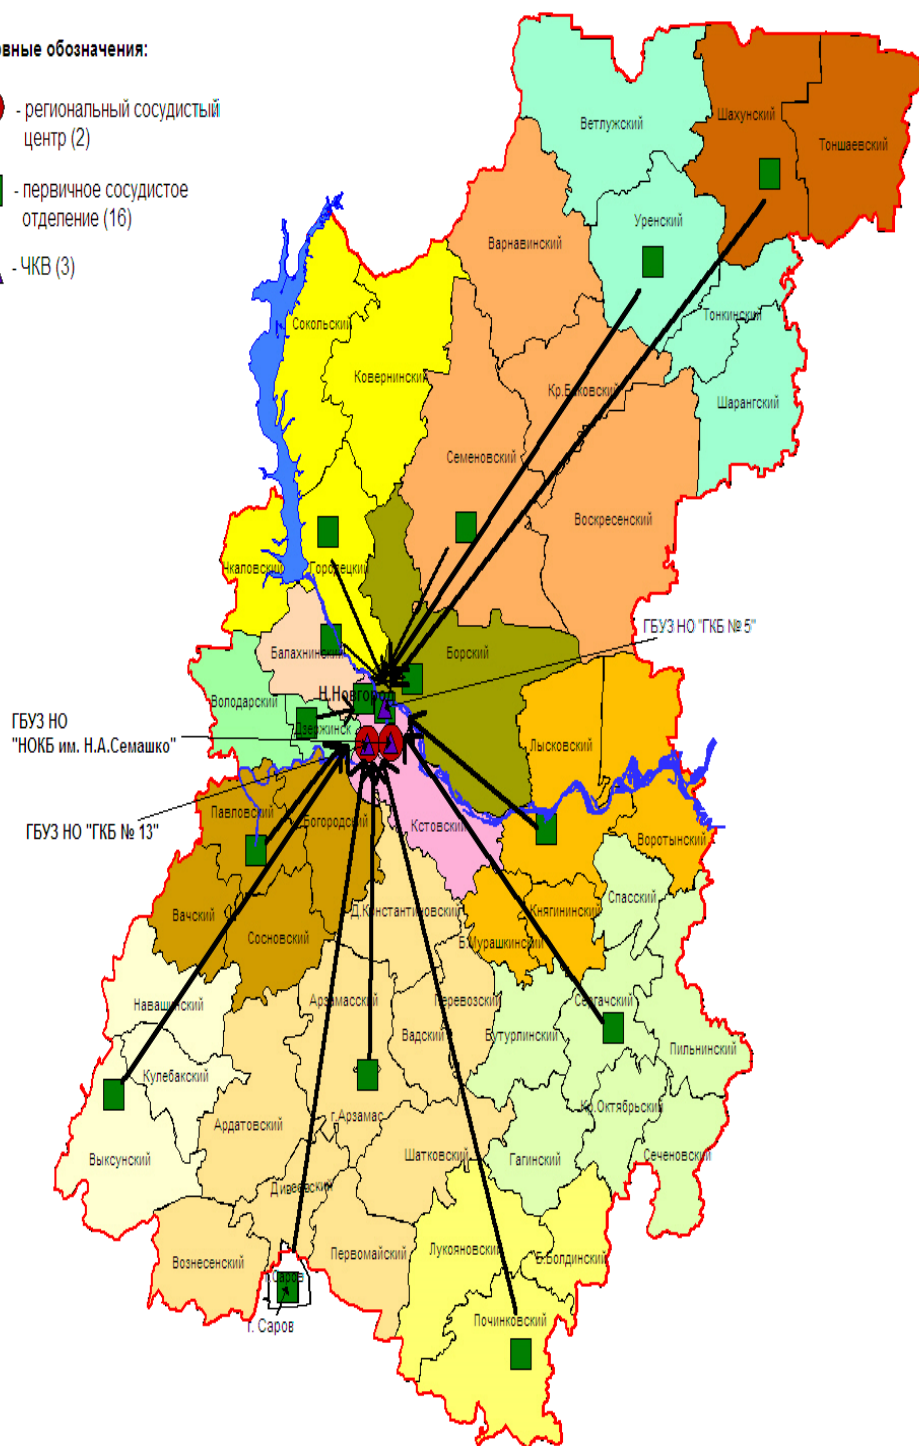 вные обозначения:
- региональный сосудистый
центр (2)
- первичное сосудистое
отделение (16)
- ЧКВ (3)
Ветлужский
Шахунский
Тоншаевский
Уренский
Варнавинский
Тонкинский
Сокольский
Ковернинский
Кр.Баковский
Шарангский
Семеновский
Воскресенский
Чкаловский
Городецкий
ГБУЗ НО "ГКБ № 5"
Балахнинский
Борский
Володарский
Н.Новгород
Дзержинск
ГБУЗ НО
"НОКБ им. Н.А.Семашко"
Лысковский
ГБУЗ НО "ГКБ № 13"
Павловский
Богородский
Кстовский
Воротынский
Спасский
Вачский
Сосновский
Д.Константиновский
Княгининский
Б.Мурашкинский
Навашинский
Арзамасский
Перевозский
Сергачский
Вадский
Бутурлинский
Пильнинский
Кулебакский
г.Арзамас
Кр.Октябрьский
Ардатовский
Выксунский
Шатковский
Гагинский
Сеченовский
Дивеевский
Вознесенский
Первомайский
Лукояновский
Б.Болдинский
г.Саров
г. Саров
Починковский